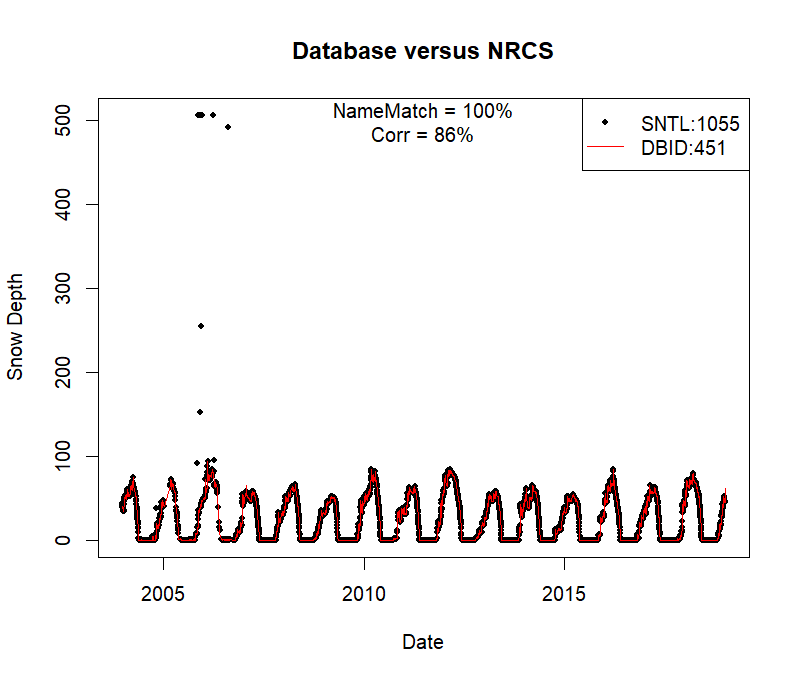 Database versus NRCS
NameMatch = 100%
Corr = 86%
SNTL:1055
DBID:451
500
400
300
200
100
0
Snow Depth
2005 2010 2015
Date